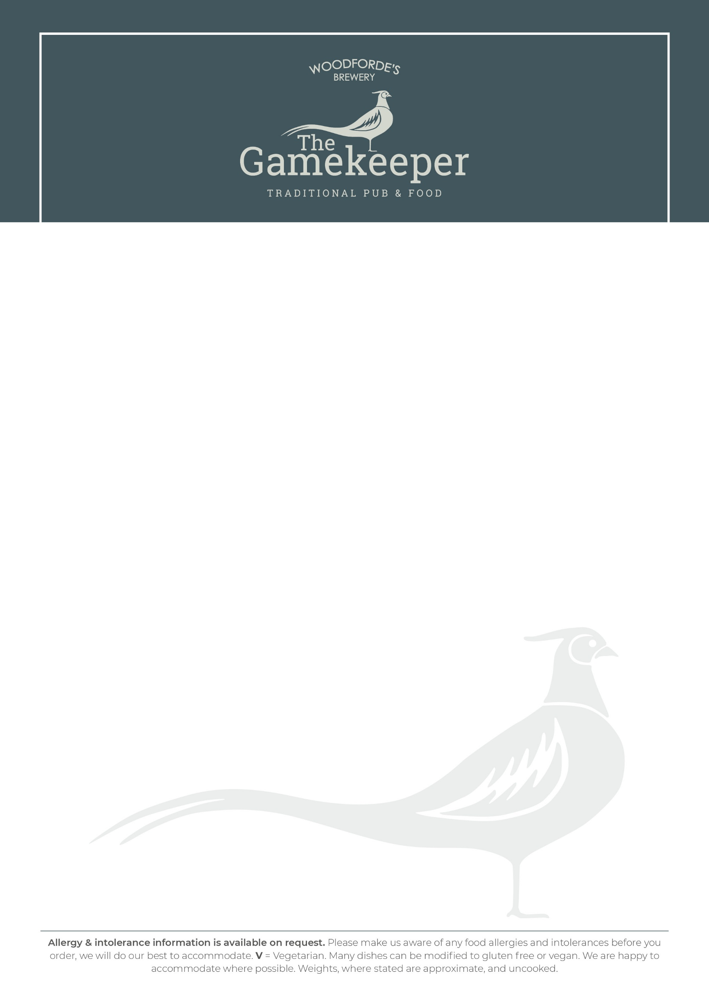 WOODFORDE'S
BREWERY
The
Gamekeeper
TRADITIONAL PUB & FOOD
Allergy & intolerance information is available on request. Please make us aware of any food allergies and intolerances before you
order, we will do our best to accommodate. V = Vegetarian. Many dishes can be modified to gluten free or vegan. We are happy to
accommodate where possible. Weights, where stated are approximate, and uncooked.